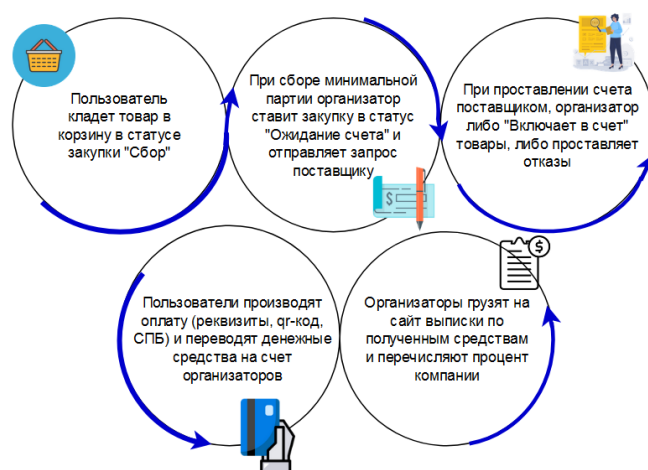 Пользователь
кладет товар в
корзину в статусе
закупки "Сбор"
При сборе минимальной
партии организатор
ставит закупку в статус
"Ожидание счета" и
отправляет запрос
поставщику
При проставлении счета
поставщиком, организатор
либо "Включает в счет"
товары, либо проставляет
отказы
Пользователи производят
оплату (реквизиты, qr-код,
СПБ) и переводят денежные
средства на счет
организаторов
Организаторы грузят на
сайт выписки по
полученным средствам
и перечисляют процент
компании